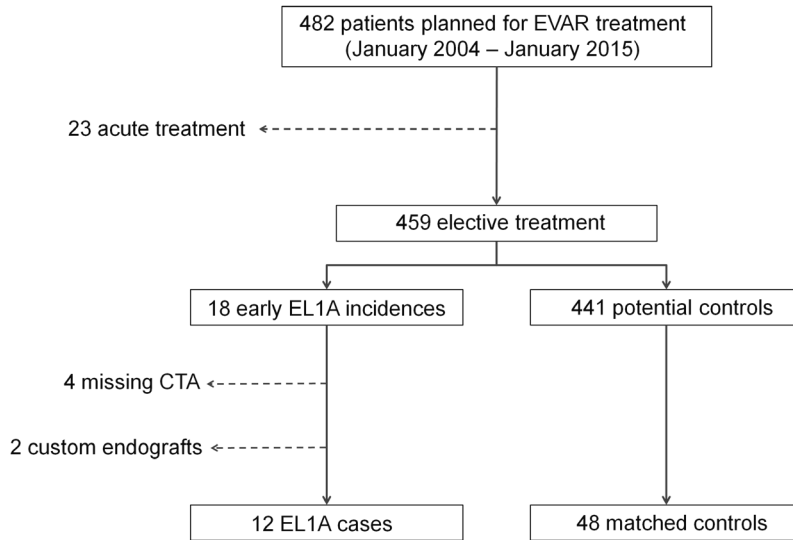 482 patients planned for EVAR treatment
(January 2004 – January 2015)
23 acute treatment
459 elective treatment
18 early EL1A incidences
441 potential controls
4 missing CTA
2 custom endografts
12 EL1A cases
48 matched controls